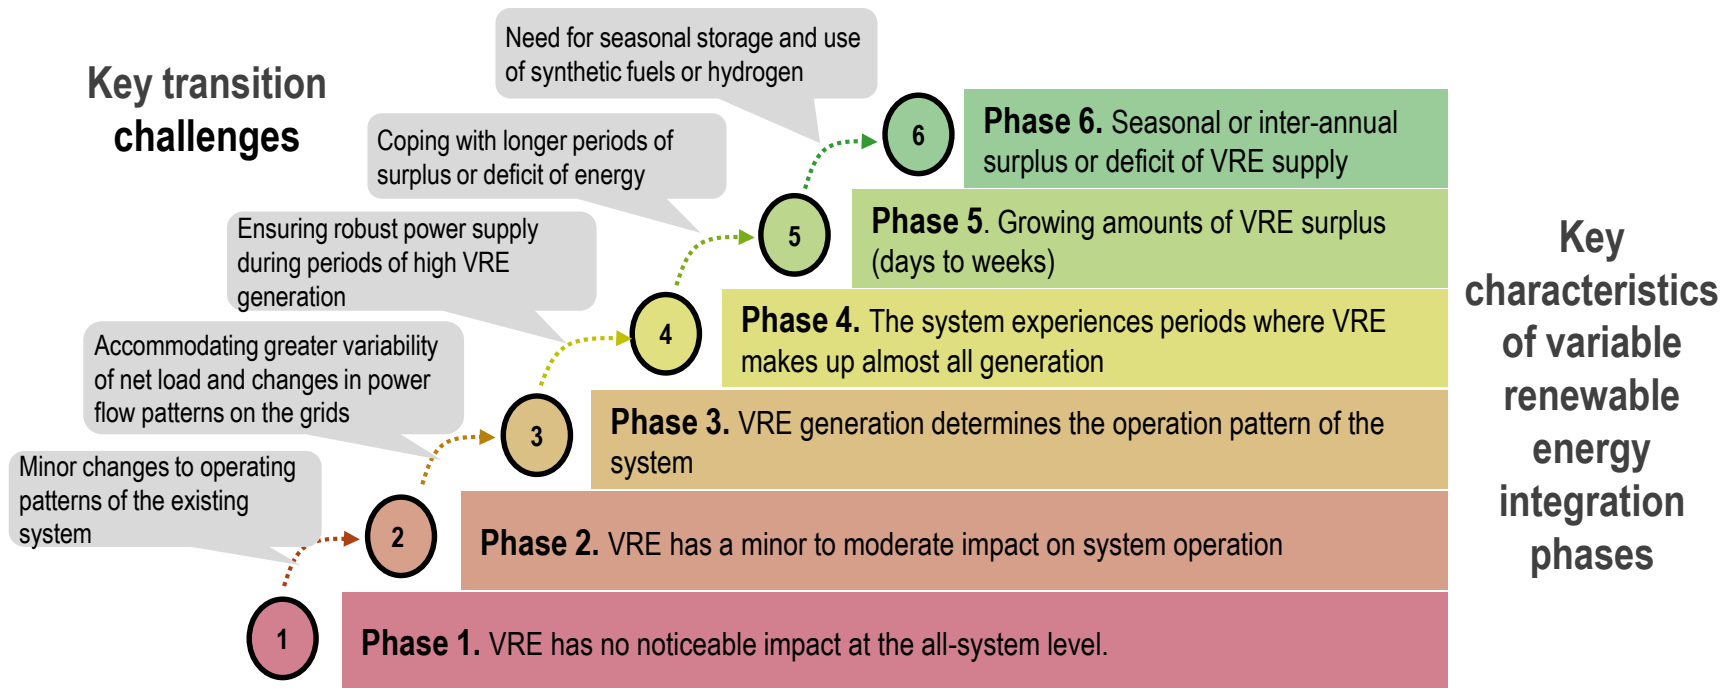 Key transition
challenges
Need for seasonal storage and use
of synthetic fuels or hydrogen
Coping with longer periods of
surplus or deficit of energy
Ensuring robust power supply
during periods of high VRE
generation
Accommodating greater variability
of net load and changes in power
flow patterns on the grids
Minor changes to operating
patterns of the existing
system
6
Phase 6. Seasonal or inter-annual
surplus or deficit of VRE supply
5
Phase 5. Growing amounts of VRE surplus
(days to weeks)
4
Phase 4. The system experiences periods where VRE
makes up almost all generation
3
Phase 3. VRE generation determines the operation pattern of the
system
2
Phase 2. VRE has a minor to moderate impact on system operation
1
Phase 1. VRE has no noticeable impact at the all-system level.
Key
characteristics
of variable
renewable
energy
integration
phases